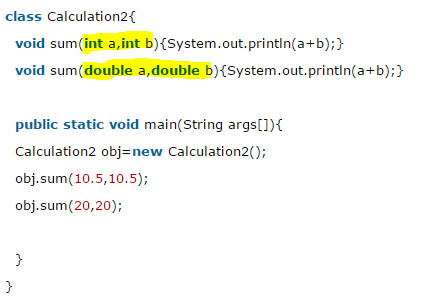 class Calculation2{
void sum(int a,int b){System.out.println(a+b);}
void sum(double a,double b){System.out.println(a+b);}
public static void main(String args[]){
Calculation2 obj=new Calculation2();
obj.sum(10.5,10.5);
obj.sum(20,20);
}
}